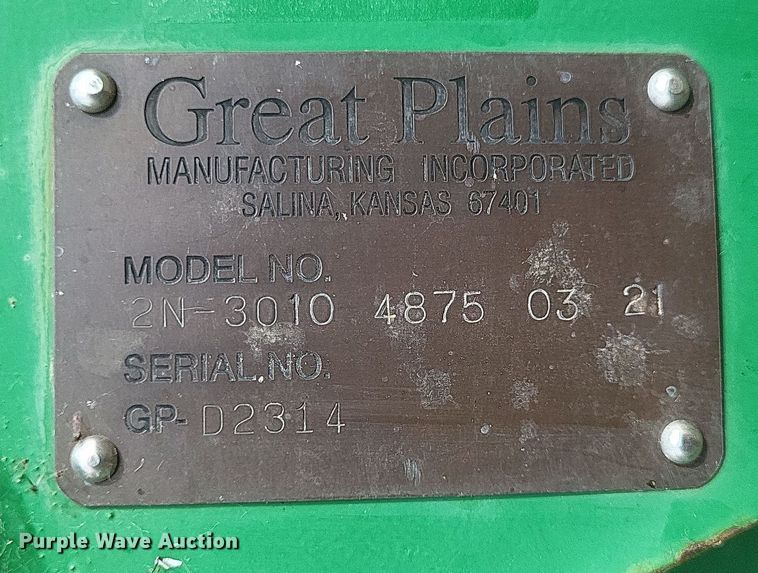 Great Plains
MANUFACTURING INCORPORATED
SALINA, KANSAS 67401
MODEL NO.
2N-3010 4875 03 21
SERIAL NO.
GP-D2314
Purple Wave Auction